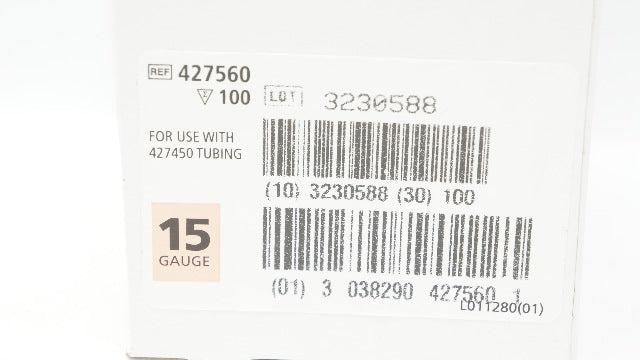 REF 427560
100
LOT 3230588
FOR USE WITH
427450 TUBING
(10) 3230588 (30) 100
15
GAUGE
(01) 3 038290 427560 1
L011280(01)